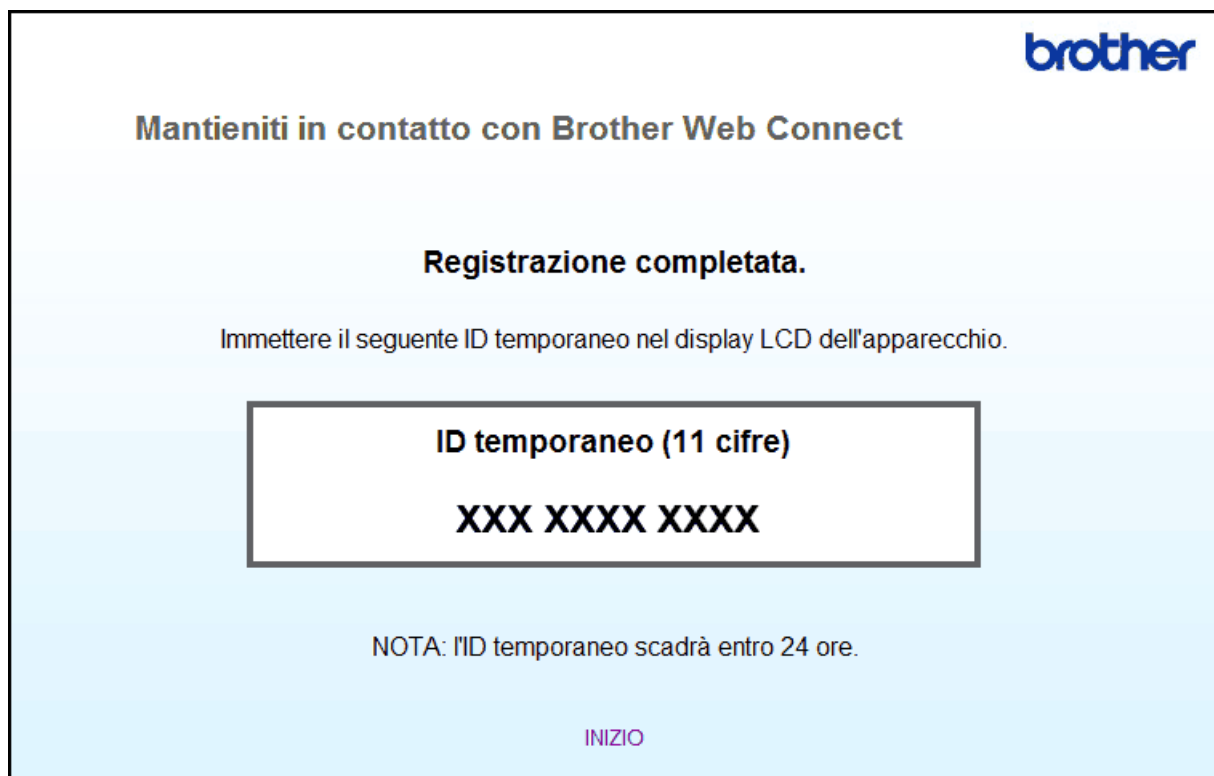 brother
Mantieniti in contatto con Brother Web Connect
Registrazione completata.
Immettere il seguente ID temporaneo nel display LCD dell'apparecchio.
ID temporaneo (11 cifre)
XXX XXXX XXXX
NOTA: l'ID temporaneo scadrà entro 24 ore.
INIZIO